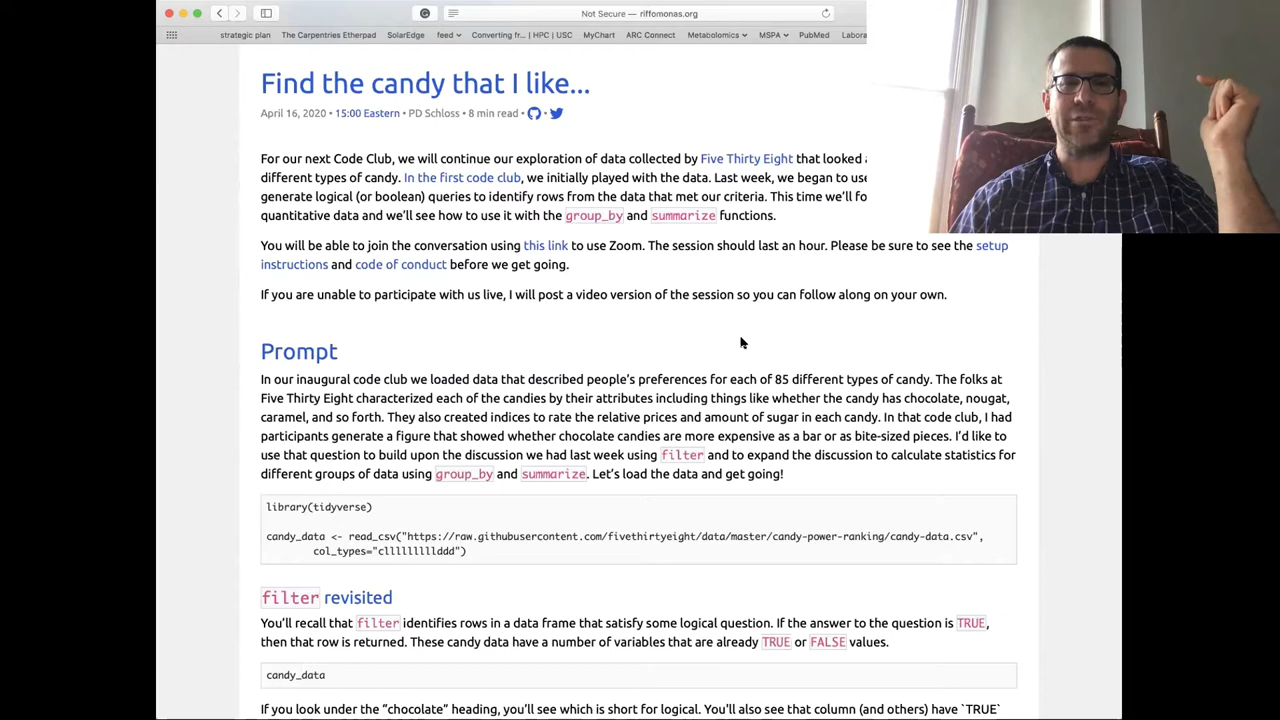 Not Secure — riffomonas.org
strategic plan The Carpentries Etherpad SolarEdge feed Converting fr... | HPC | USC MyChart ARC Connect Metabolomics MSPA PubMed Labora
Find the candy that I like...
April 16, 2020 • 15:00 Eastern • PD Schloss • 8 min read • •
For our next Code Club, we will continue our exploration of data collected by Five Thirty Eight that looked
different types of candy. In the first code club, we initially played with the data. Last week, we began to use
generate logical (or boolean) queries to identify rows from the data that met our criteria. This time we'll fo
quantitative data and we'll see how to use it with the group_by and summarize functions.
You will be able to join the conversation using this link to use Zoom. The session should last an hour. Please be sure to see the setup
instructions and code of conduct before we get going.
If you are unable to participate with us live, I will post a video version of the session so you can follow along on your own.
Prompt
In our inaugural code club we loaded data that described people's preferences for each of 85 different types of candy. The folks at
Five Thirty Eight characterized each of the candies by their attributes including things like whether the candy has chocolate, nougat,
caramel, and so forth. They also created indices to rate the relative prices and amount of sugar in each candy. In that code club, I had
participants generate a figure that showed whether chocolate candies are more expensive as a bar or as bite-sized pieces. I'd like to
use that question to build upon the discussion we had last week using filter and to expand the discussion to calculate statistics for
different groups of data using group_by and summarize. Let's load the data and get going!
library(tidyverse)
candy_data <- read_csv("https://raw.githubusercontent.com/fivethirtyeight/data/master/candy-power-ranking/candy-data.csv",
col_types="clllllllllddd")
filter revisited
You'll recall that filter identifies rows in a data frame that satisfy some logical question. If the answer to the question is TRUE,
then that row is returned. These candy data have a number of variables that are already TRUE or FALSE values.
candy_data
If you look under the "chocolate" heading, you'll see which is short for logical. You'll also see that column (and others) have `TRUE`